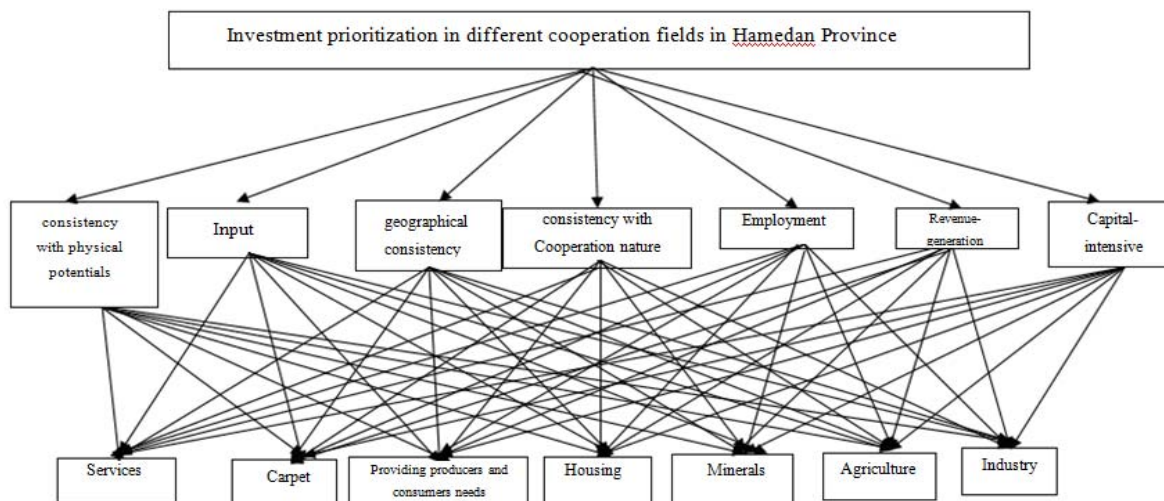 Investment prioritization in different cooperation fields in Hamedan Province
consistency
with physical
potentials
Input
geographical
consistency
consistency with
Cooperation nature
Employment
Revenue-
generation
Capital-
intensive
Services
Carpet
Providing producers and
consumers needs
Housing
Minerals
Agriculture
Industry